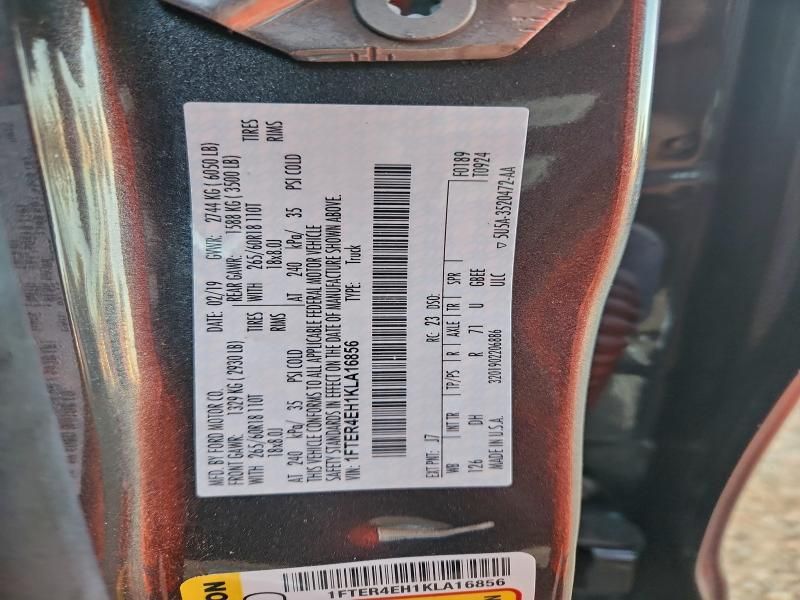 MFD. BY FORD MOTOR CO.
DATE: 02/19 GVWR: 2744 KG ( 6050 LB)
FRONT GAWR: 1329 KG ( 2930 LB) REAR GAWR: 1588 KG ( 3500 LB)
WITH 265/60R18 110T TIRES WITH 265/60R18 110T TIRES
18x8.0J RIMS 18x8.0J RIMS
AT 240 kPa/ 35 PSI COLD AT 240 kPa/ 35 PSI COLD
THIS VEHICLE CONFORMS TO ALL APPLICABLE FEDERAL MOTOR VEHICLE
SAFETY STANDARDS IN EFFECT ON THE DATE OF MANUFACTURE SHOWN ABOVE.
VIN: 1FTER4EH1KLA16856 TYPE: Truck
F0189
T0924
EXT PNT: J7 RC: 23 DSO:
WB INT TR TP/PS R AXLE TR SPR
126 DH R 71 U GBEE
MADE IN U.S.A. 3201902206886 ULC ▽ 5U5A-3520472-AA
1FTER4EH1KLA16856
ON